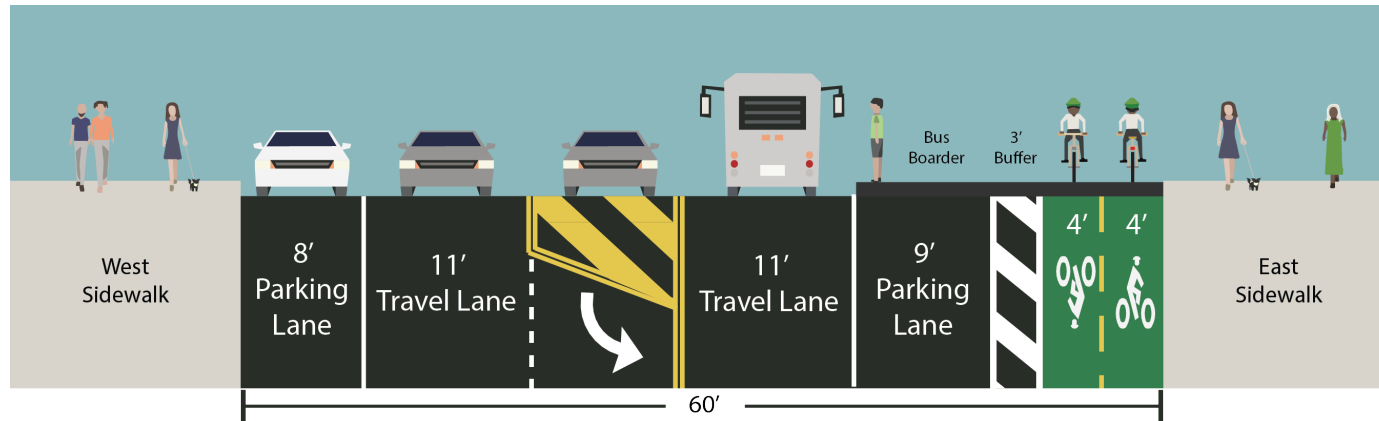 West
Sidewalk
8’
Parking
Lane
11’
Travel Lane
11’
Travel Lane
Bus
Boarder
9’
Parking
Lane
3’
Buffer
4’
4’
East
Sidewalk
60’